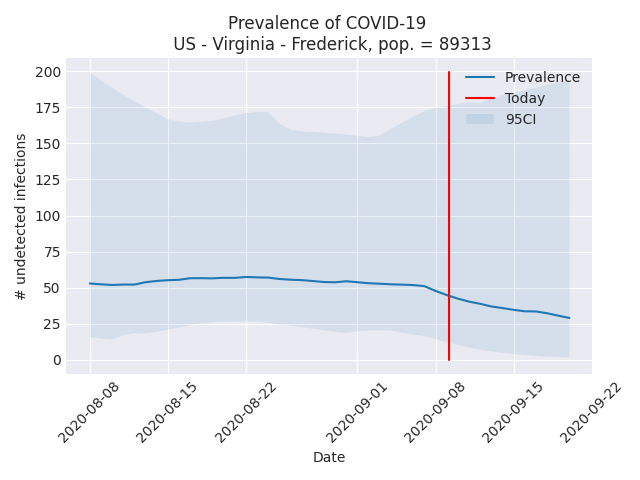 Prevalence of COVID-19
US - Virginia - Frederick, pop. = 89313
200
175
150
125
100
75
50
25
0
# undetected infections
Prevalence
Today
95CI
2020-08-08
2020-08-15
2020-08-22
2020-09-01
2020-09-08
2020-09-15
2020-09-22
Date